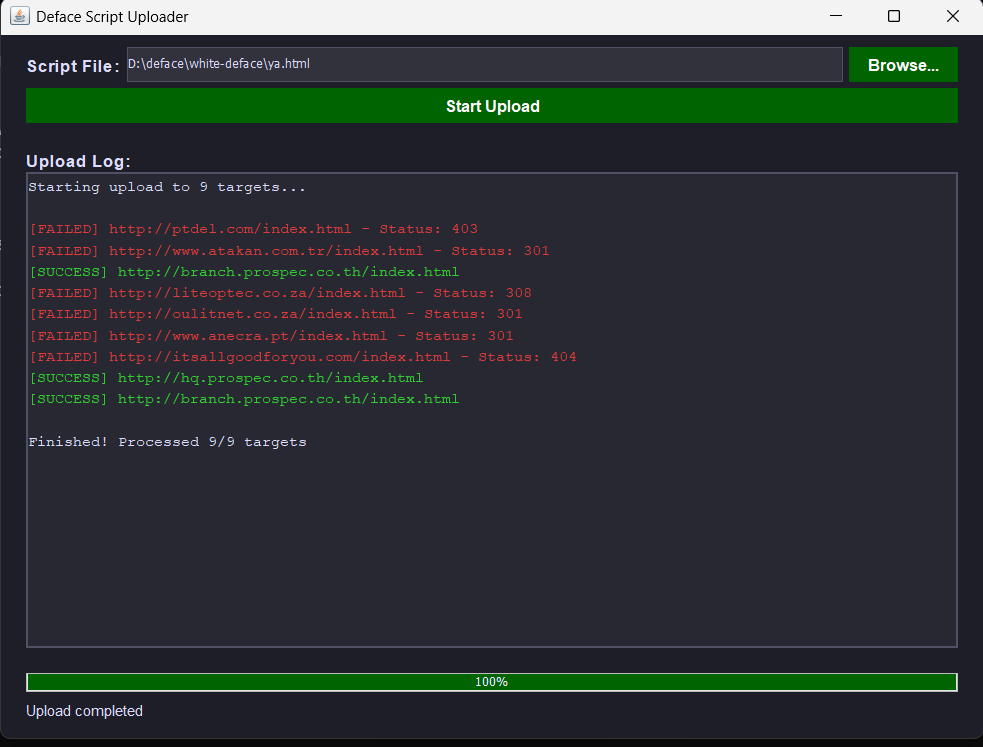 Deface Script Uploader
Script File: D:\deface\white-deface\ya.html Browse...
Start Upload
Upload Log:
Starting upload to 9 targets...
[FAILED] http://ptdel.com/index.html - Status: 403
[FAILED] http://www.atakan.com.tr/index.html - Status: 301
[SUCCESS] http://branch.prospec.co.th/index.html
[FAILED] http://liteoptec.co.za/index.html - Status: 308
[FAILED] http://oulitnet.co.za/index.html - Status: 301
[FAILED] http://www.anecra.pt/index.html - Status: 301
[FAILED] http://itsallgoodforyou.com/index.html - Status: 404
[SUCCESS] http://hq.prospec.co.th/index.html
[SUCCESS] http://branch.prospec.co.th/index.html
Finished! Processed 9/9 targets
100%
Upload completed